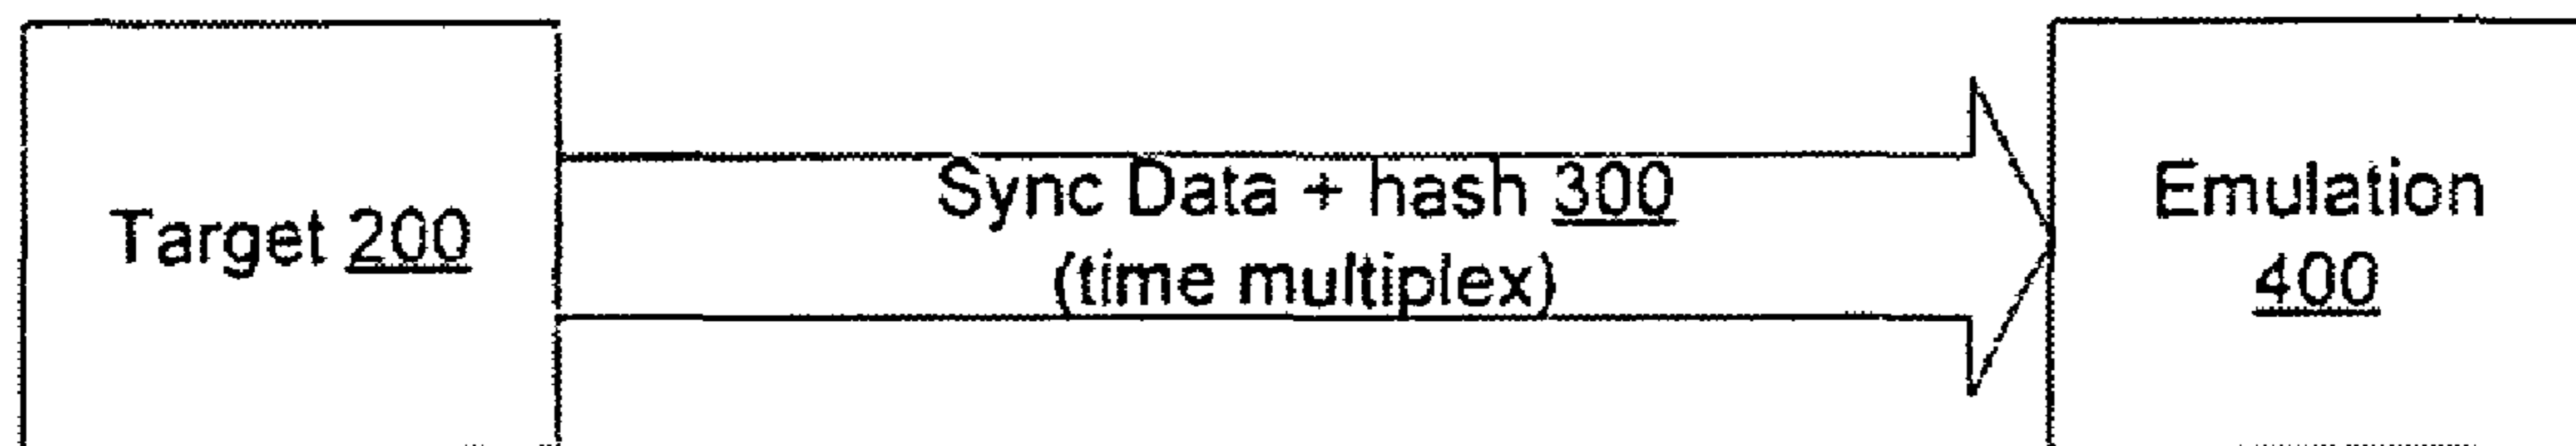 Target 200
Sync Data + hash 300
(time multiplex)
Emulation
400